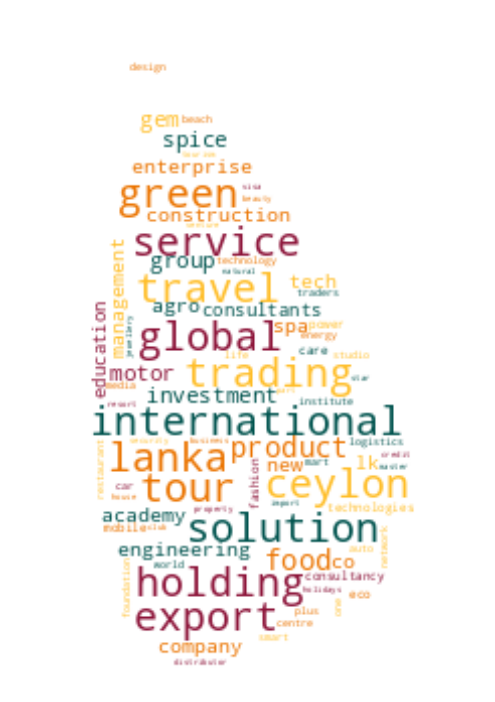 design
gem beach
spice
enterprise
visa
green beauty
construction
service
group technology
natural
management travel tech
traders
agro consultants
global spa power
energy
education jewellery care
life studio
motor trading star
media
investment
resort institute
international
security business logistics
lanka product credit
restaurant new mart lk master
car fashion
house tour ceylon
property import technologies
academy
mobile club solution
engineering auto network
world food co
holding consultancy
foundation holidays
eco
export plus one
centre
smart
company
distributor